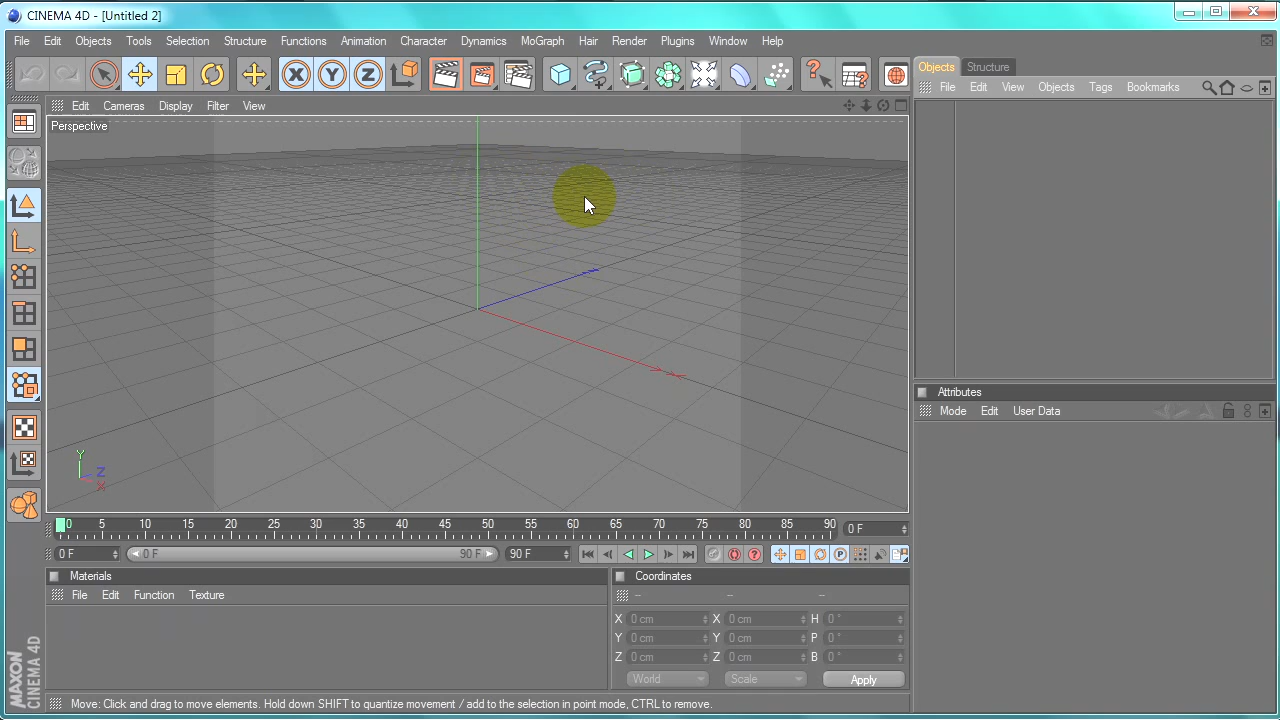 CINEMA 4D - [Untitled 2]
File Edit Objects Tools Selection Structure Functions Animation Character Dynamics MoGraph Hair Render Plugins Window Help
X Y Z
Objects Structure
File Edit View Objects Tags Bookmarks
Edit Cameras Display Filter View
Perspective
Y
Z
X
Attributes
Mode Edit User Data
0 5 10 15 20 25 30 35 40 45 50 55 60 65 70 75 80 85 90 0 F
0 F 0 F 90 F 90 F P
Materials
File Edit Function Texture
Coordinates
-- -- --
X 0 cm X 0 cm H 0 °
Y 0 cm Y 0 cm P 0 °
Z 0 cm Z 0 cm B 0 °
World Scale Apply
MAXON
CINEMA 4D
Move: Click and drag to move elements. Hold down SHIFT to quantize movement / add to the selection in point mode, CTRL to remove.